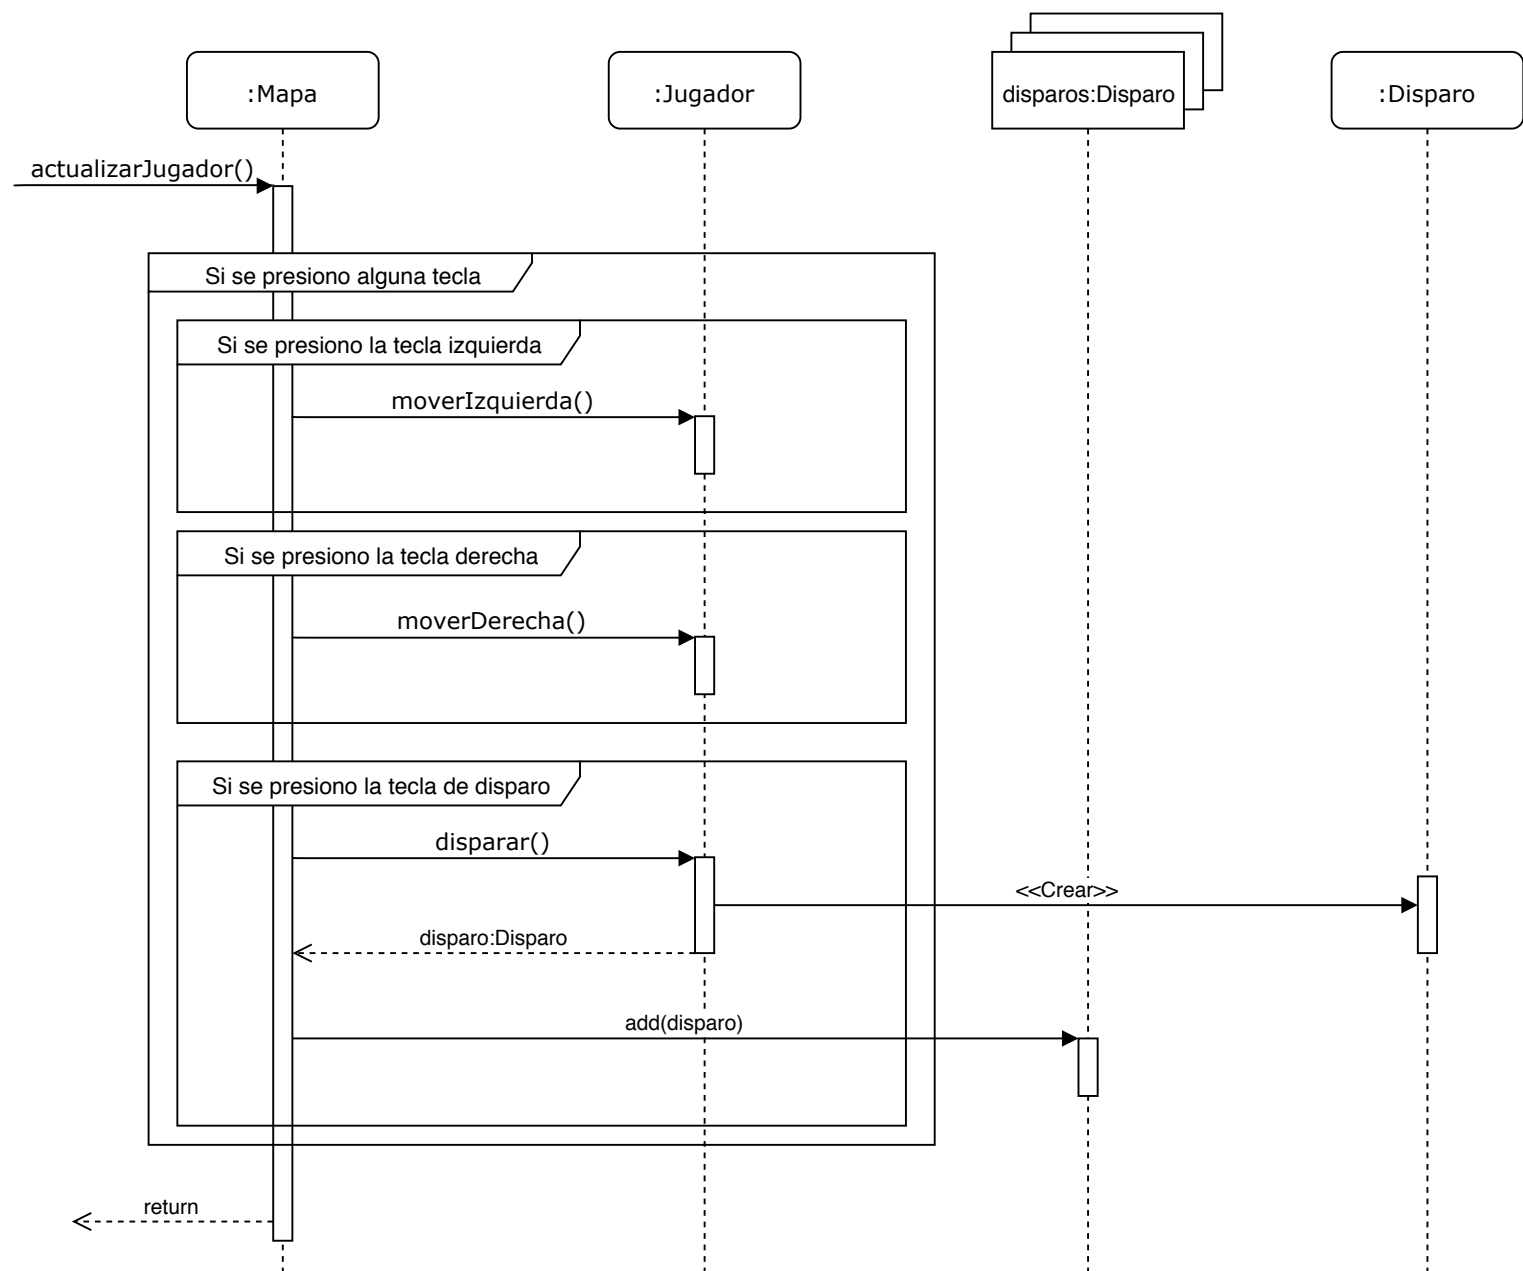 :Mapa
:Jugador
disparos:Disparo
:Disparo
actualizarJugador()
Si se presiono alguna tecla
Si se presiono la tecla izquierda
moverIzquierda()
Si se presiono la tecla derecha
moverDerecha()
Si se presiono la tecla de disparo
disparar()
<<Crear>>
disparo:Disparo
add(disparo)
return